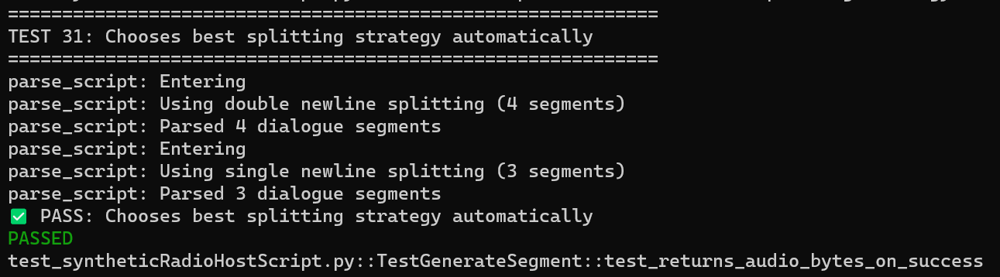 ============================================================
TEST 31: Chooses best splitting strategy automatically
============================================================
parse_script: Entering
parse_script: Using double newline splitting (4 segments)
parse_script: Parsed 4 dialogue segments
parse_script: Entering
parse_script: Using single newline splitting (3 segments)
parse_script: Parsed 3 dialogue segments
✅ PASS: Chooses best splitting strategy automatically
PASSED
test_syntheticRadioHostScript.py::TestGenerateSegment::test_returns_audio_bytes_on_success